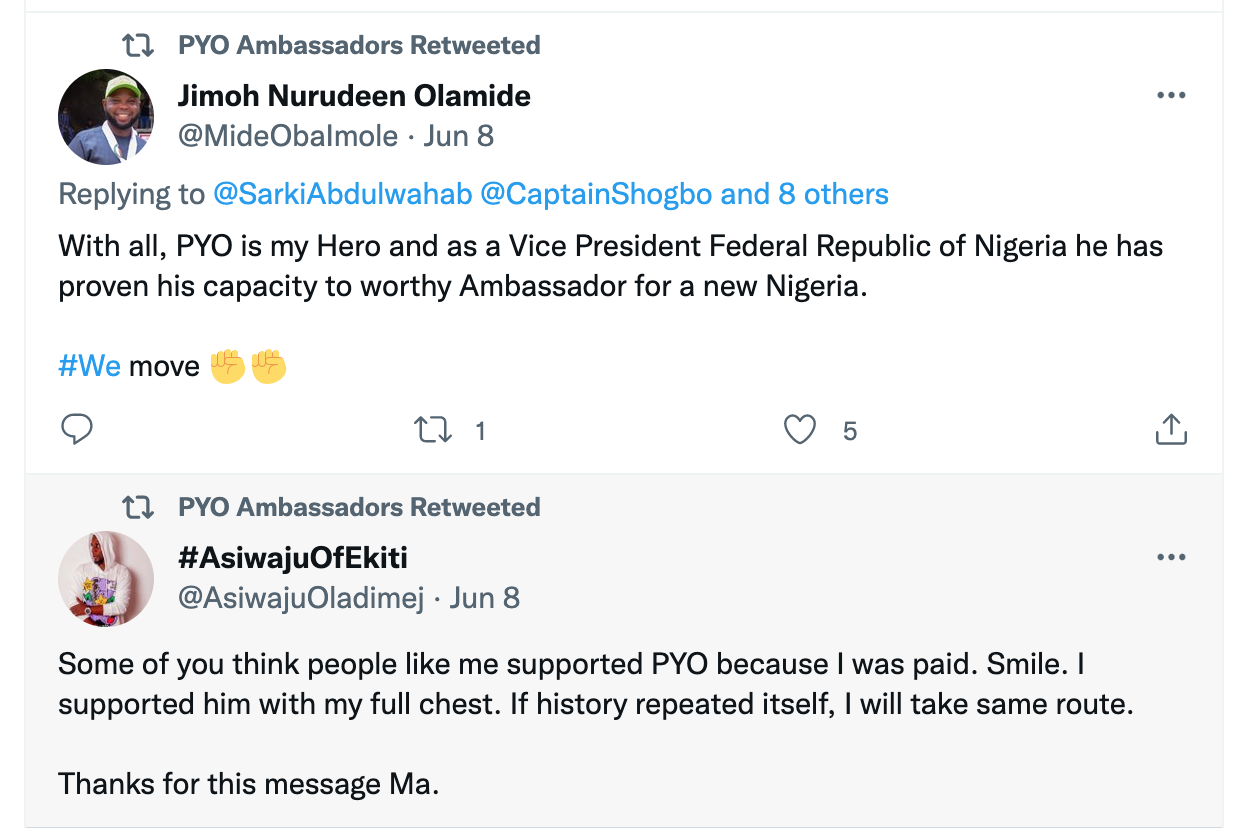 PYO Ambassadors Retweeted
Jimoh Nurudeen Olamide
@MideObaImole · Jun 8
Replying to @SarkiAbdulwahab @CaptainShogbo and 8 others
With all, PYO is my Hero and as a Vice President Federal Republic of Nigeria he has
proven his capacity to worthy Ambassador for a new Nigeria.
#We move ✊✊
1
5
PYO Ambassadors Retweeted
#AsiwajuOfEkiti
@AsiwajuOladimej · Jun 8
Some of you think people like me supported PYO because I was paid. Smile. I
supported him with my full chest. If history repeated itself, I will take same route.
Thanks for this message Ma.